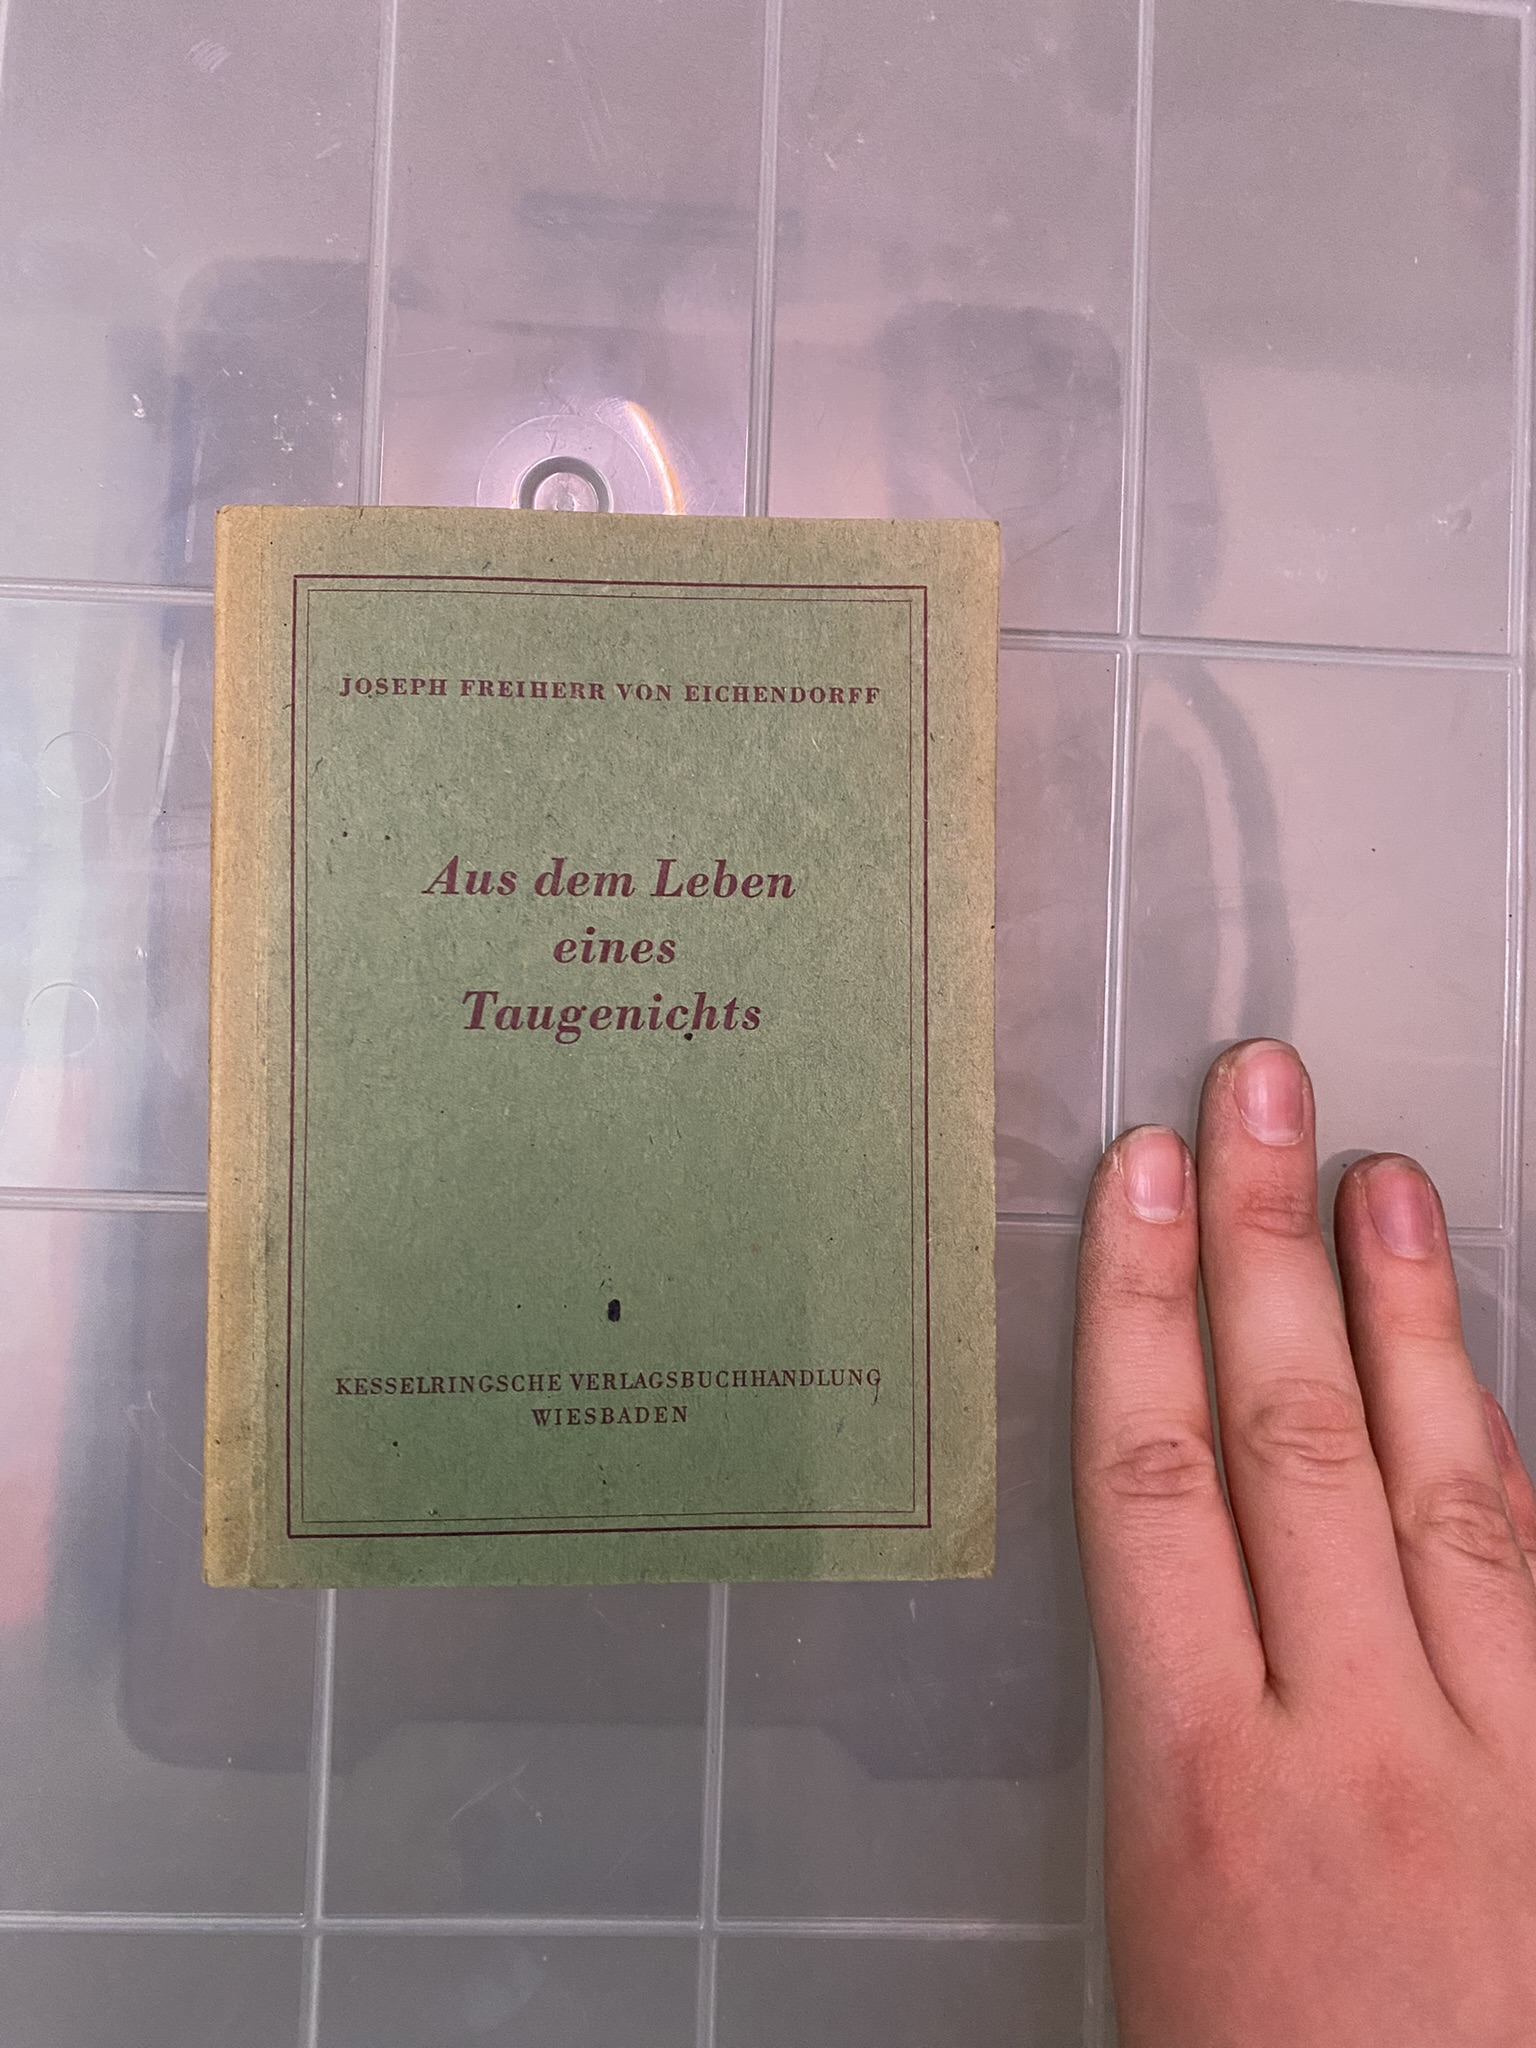 JOSEPH FREIHERR VON EICHENDORFF
Aus dem Leben
eines
Taugenichts
KESSELRINGSCHE VERLAGSBUCHHANDLUNG
WIESBADEN